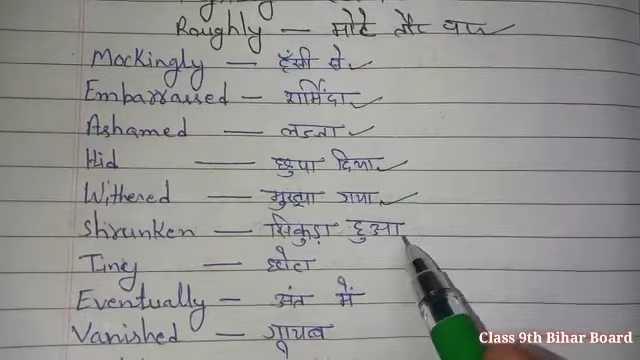 Roughly — मोटे तौर पर
Mockingly — हंसी से
Embarrassed — शर्मिंदा
Ashamed — लज्जा
Hid — छुपा दिया
Withered — मुरझा गया
Shrunken — सिकुड़ा हुआ
Tiny — छोटा
Eventually — अंत में
Vanished — गायब
Class 9th Bihar Board